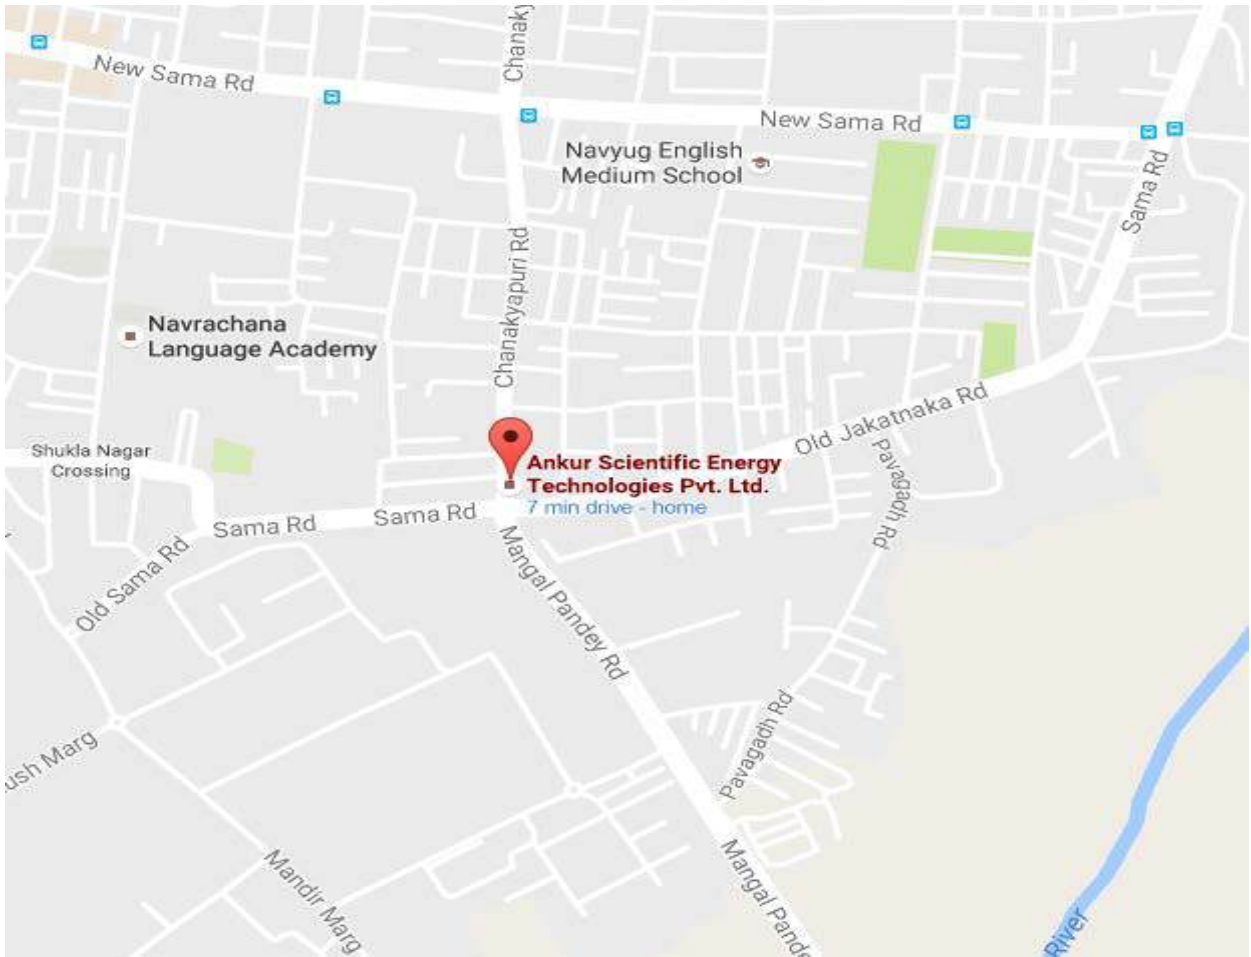 Chanaky
New Sama Rd
New Sama Rd
Navyug English
Medium School
Sama Rd
Chanakyapuri Rd
Navrachana
Language Academy
Old Jakatnaka Rd
Shukla Nagar
Crossing
Ankur Scientific Energy
Technologies Pvt. Ltd.
7 min drive - home
Pavagadh Rd
Sama Rd
Sama Rd
Old Sama Rd
Mangal Pandey Rd
Pavagadh Rd
ush Marg
Mandir Marg
Mangal Pande
River